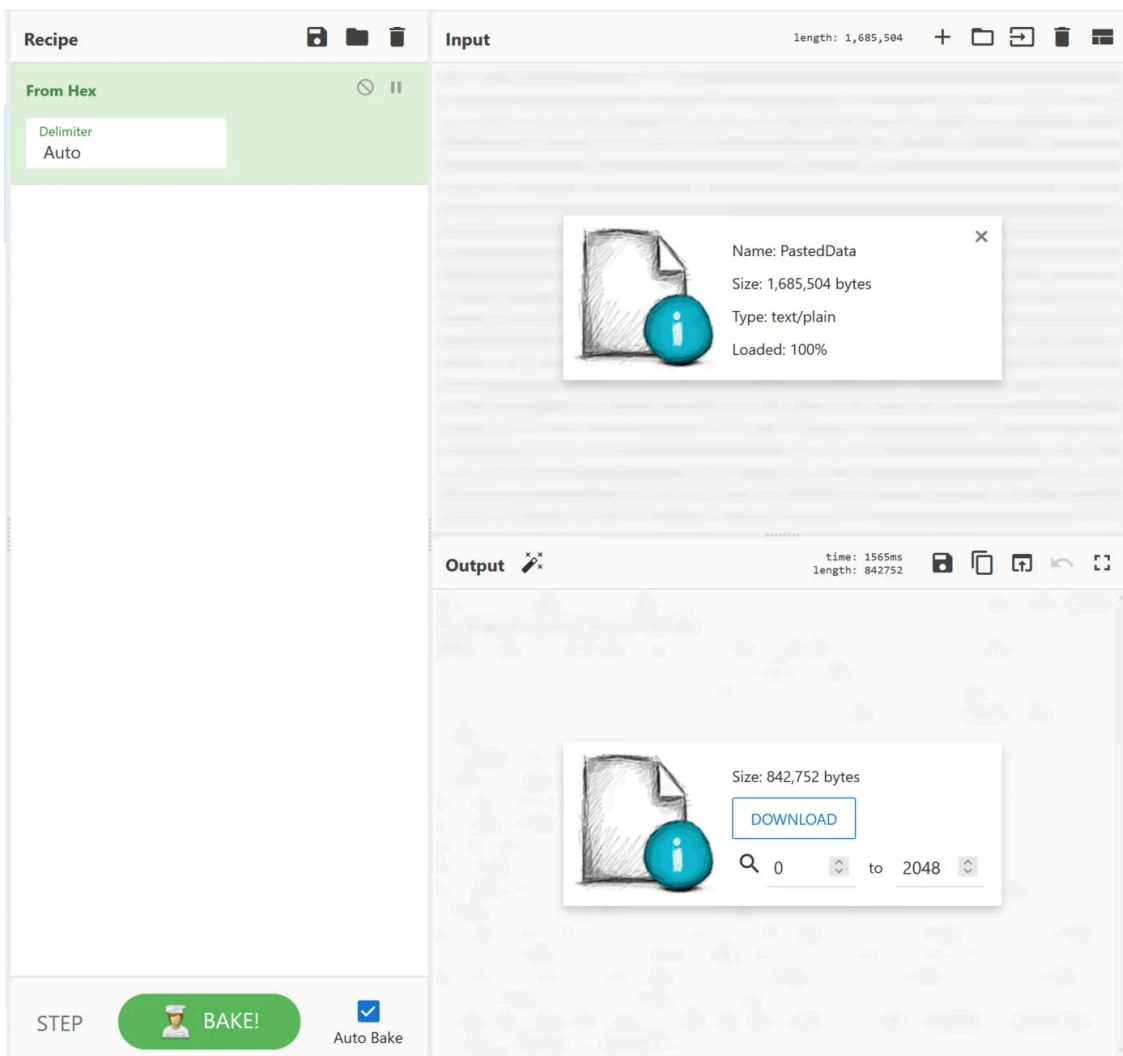 Recipe
From Hex
Delimiter
Auto
STEP
BAKE!
Auto Bake
Input
length: 1,685,504
Name: PastedData
Size: 1,685,504 bytes
Type: text/plain
Loaded: 100%
Output
time: 1565ms
length: 842752
Size: 842,752 bytes
DOWNLOAD
0 to 2048